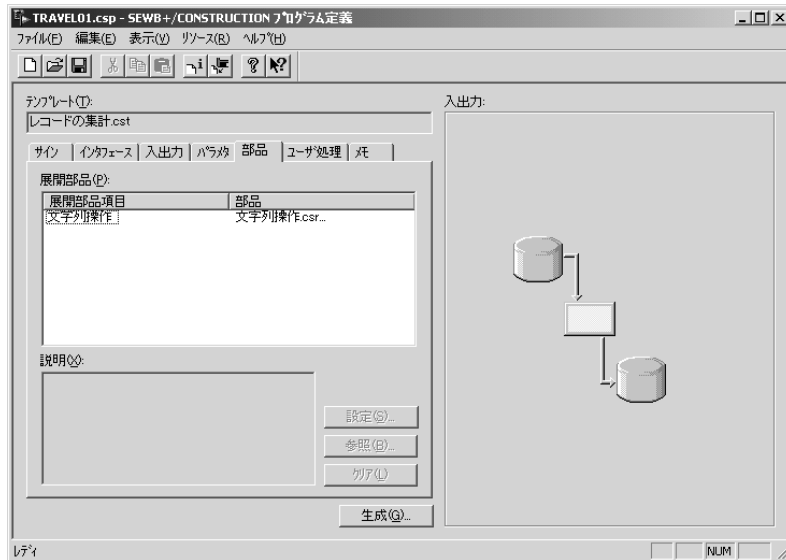 TRAVEL01.csp - SEWB+/CONSTRUCTION ﾌﾟﾛｸﾞﾗﾑ定義
ﾌｧｲﾙ(F) 編集(E) 表示(V) ﾘｿｰｽ(R) ﾍﾙﾌﾟ(H)
ﾃﾝﾌﾟﾚｰﾄ(T):
レコードの集計.cst
ｻｲﾝ ｲﾝﾀﾌｪｰｽ 入出力 ﾊﾟﾗﾒﾀ 部品 ﾕｰｻﾞ処理 ﾒﾓ
展開部品(P):
展開部品項目 部品
文字列操作 文字列操作.csr...
説明(X):
設定(S)...
参照(B)...
ｸﾘｱ(L)
生成(G)...
入出力:
ﾚﾃﾞｨ
NUM